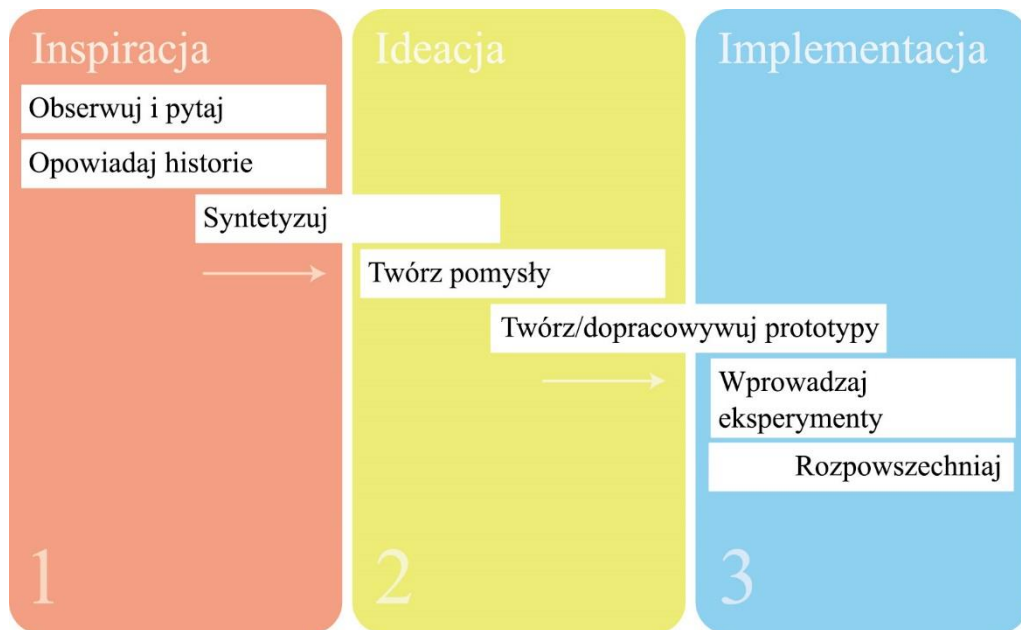 Inspiracja
Ideacja
Implementacja
Obserwuj i pytaj
Opowiadaj historie
Syntetyzuj
Twórz pomysły
Twórz/dopracowywuj prototypy
Wprowadzaj
eksperymenty
Rozpowszechniaj
1
2
3